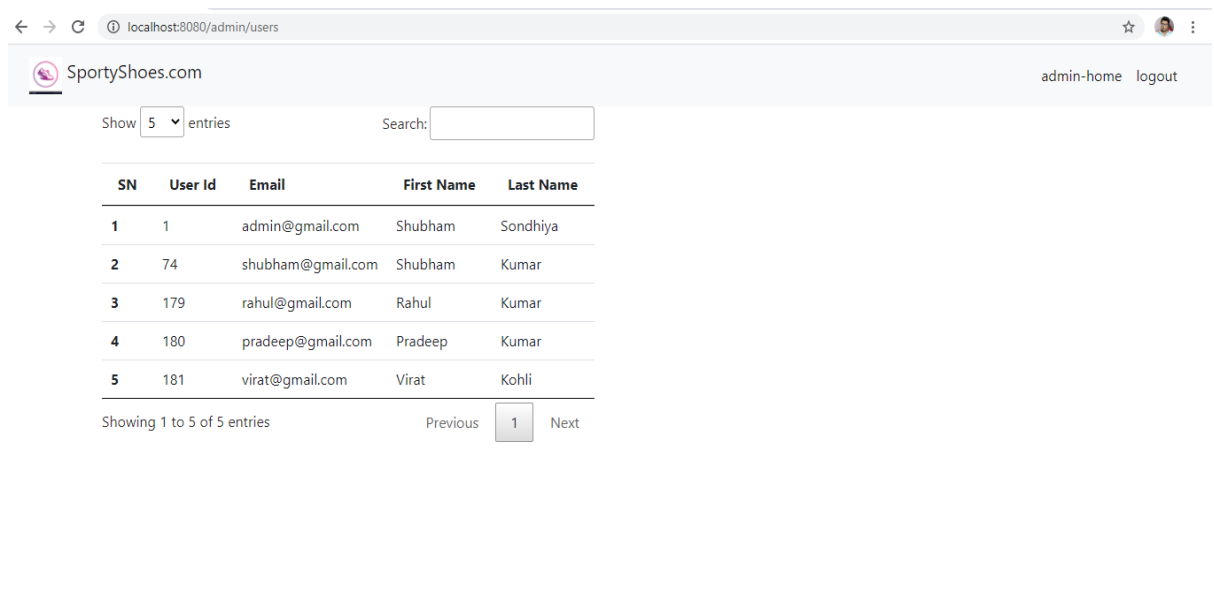 localhost:8080/admin/users
SportyShoes.com admin-home logout
Show 5 entries Search:
SN User Id Email First Name Last Name
1 1 admin@gmail.com Shubham Sondhiya
2 74 shubham@gmail.com Shubham Kumar
3 179 rahul@gmail.com Rahul Kumar
4 180 pradeep@gmail.com Pradeep Kumar
5 181 virat@gmail.com Virat Kohli
Showing 1 to 5 of 5 entries Previous 1 Next